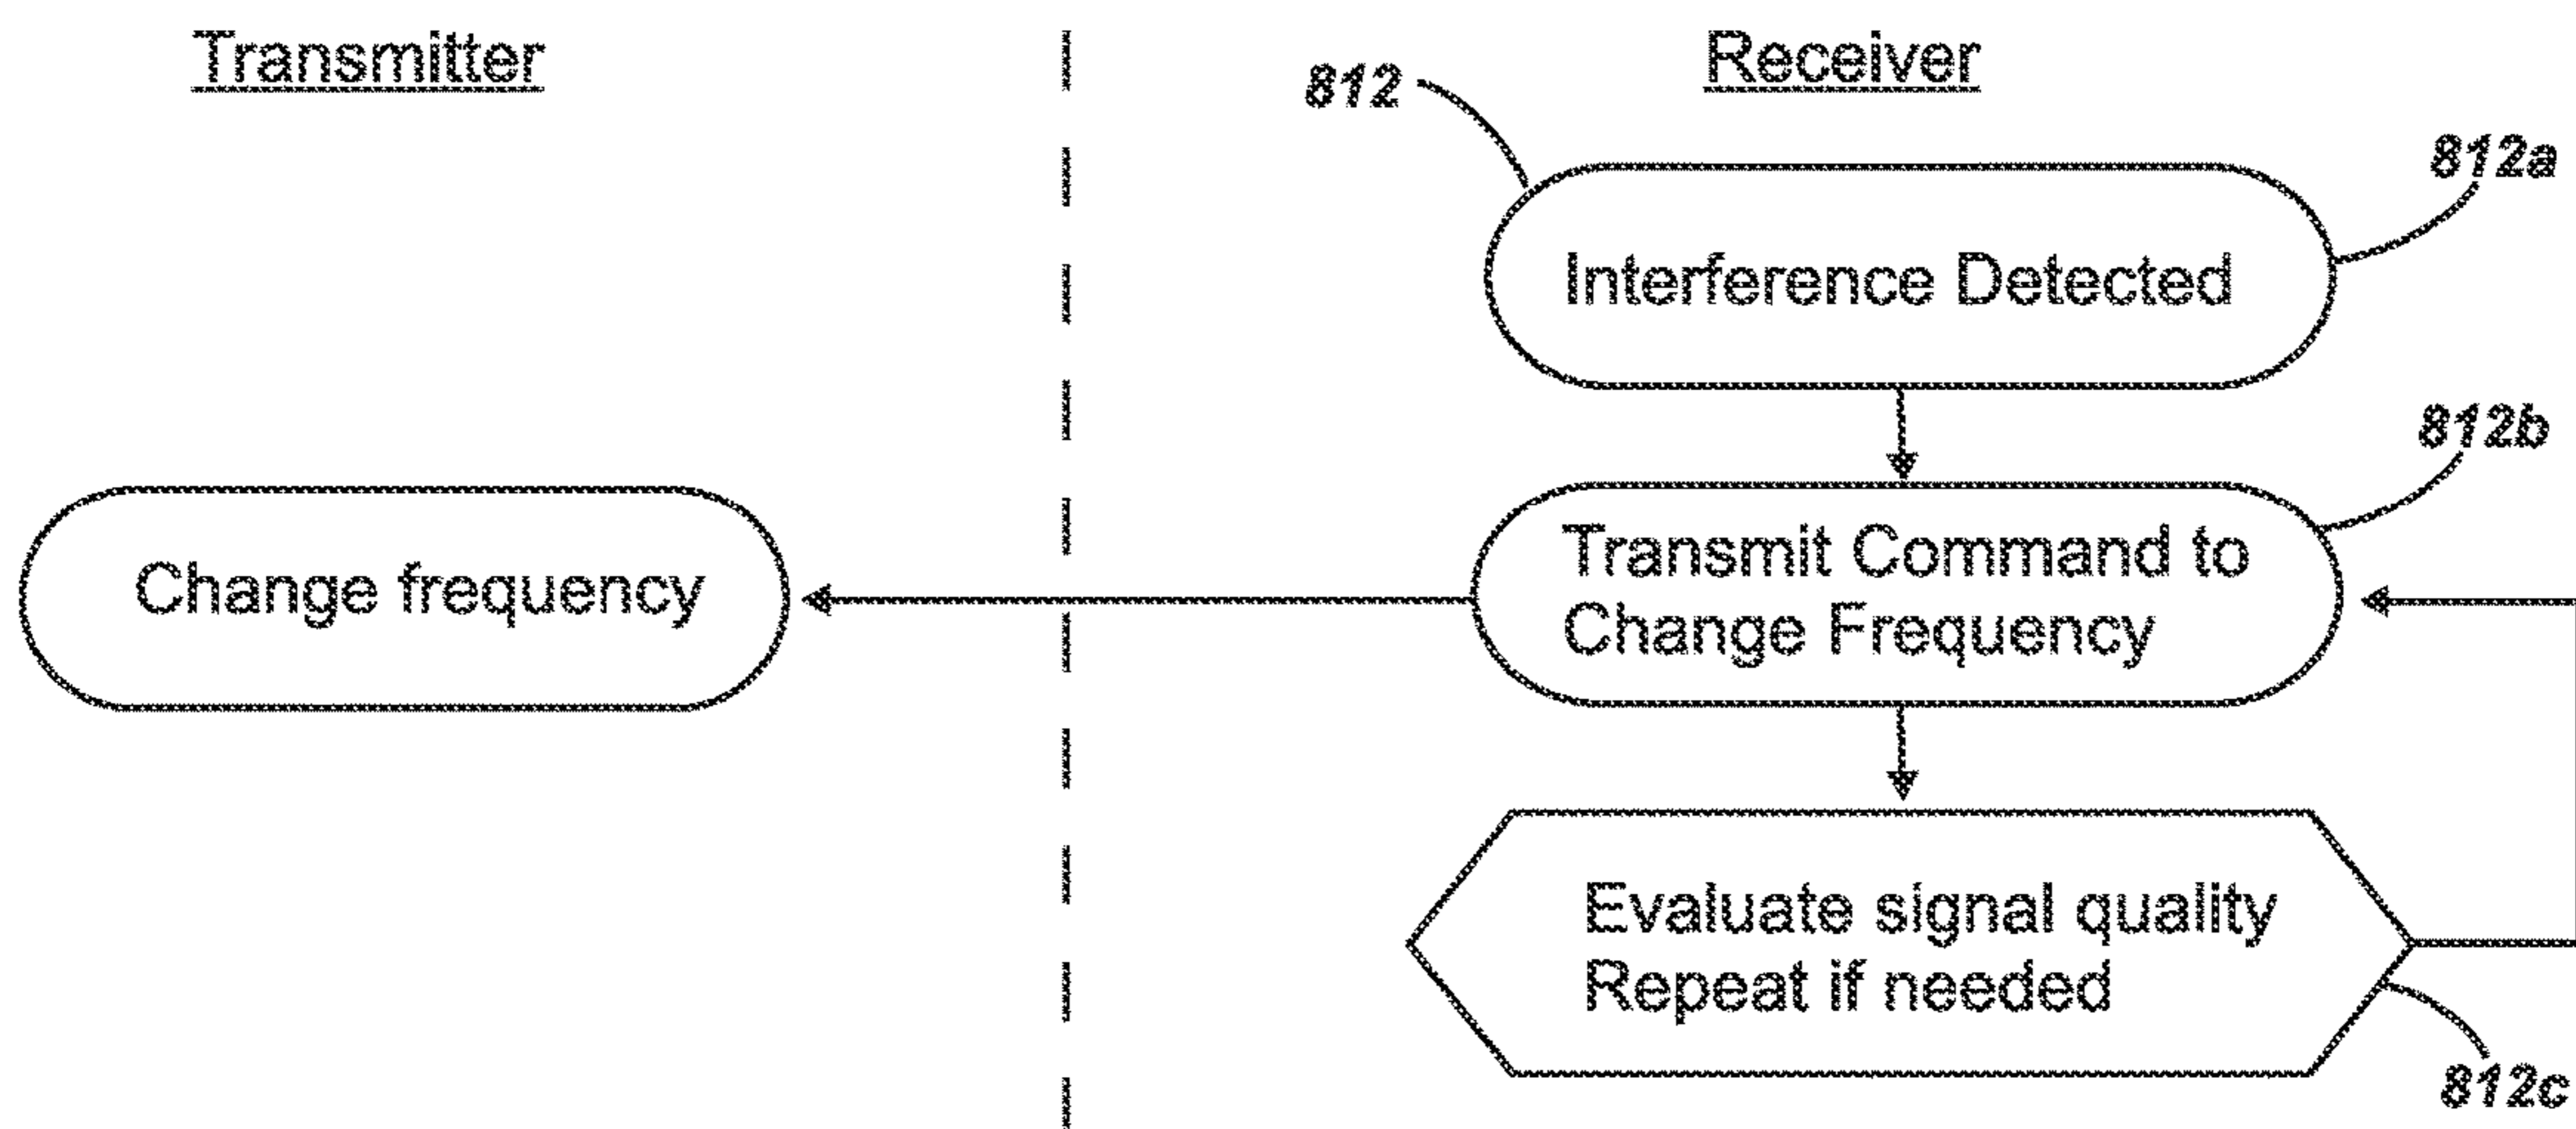 Transmitter
Receiver
812
812a
Interference Detected
812b
Transmit Command to
Change Frequency
Change frequency
Evaluate signal quality
Repeat if needed
812c